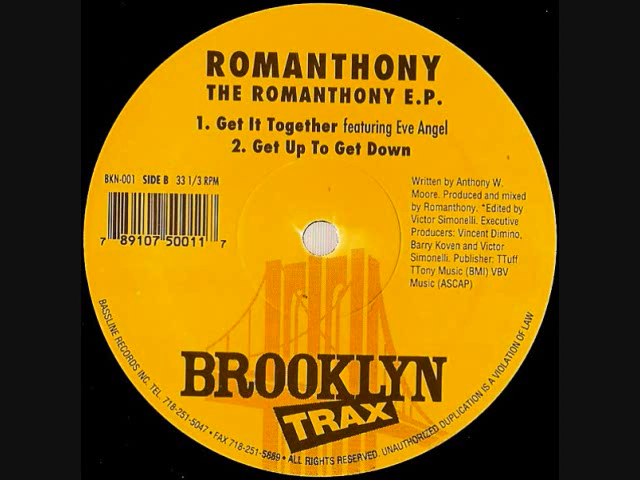 ROMANTHONY
THE ROMANTHONY E.P.
1. Get It Together featuring Eve Angel
2. Get Up To Get Down
BKN-001 SIDE B 33 1/3 RPM
7 89107 50011 7
Written by Anthony W.
Moore. Produced and mixed
by Romanthony. *Edited by
Victor Simonelli. Executive
Producers: Vincent Dimino,
Barry Koven and Victor
Simonelli. Publisher: TTuff
TTony Music (BMI) VBV
Music (ASCAP)
BROOKLYN
TRAX
BASSLINE RECORDS INC. TEL 718-251-5047 • FAX 718-251-5689 • ALL RIGHTS RESERVED. UNAUTHORIZED DUPLICATION IS A VIOLATION OF LAW